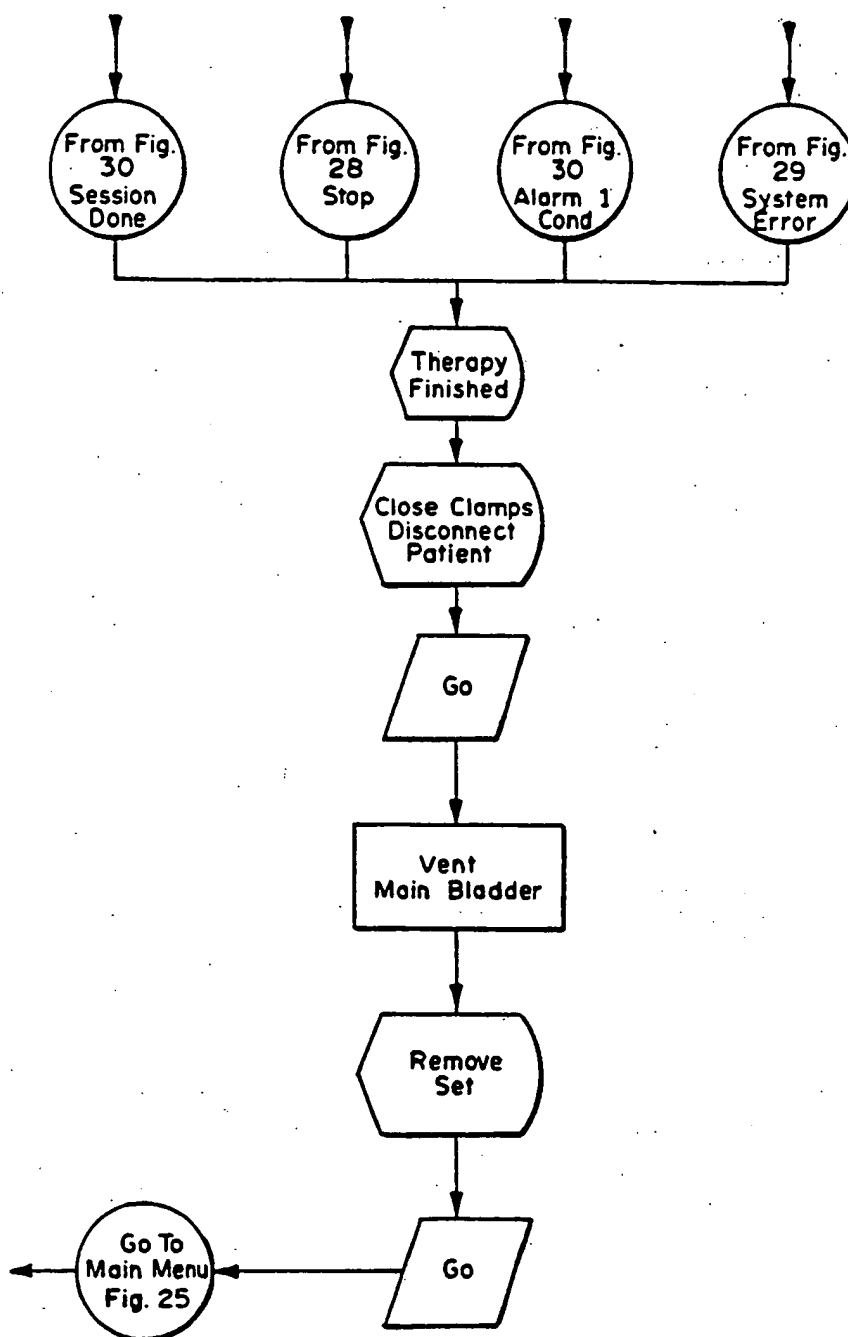 From Fig.
30
Session
Done
From Fig.
28
Stop
From Fig.
30
Alarm 1
Cond
From Fig.
29
System
Error
Therapy
Finished
Close Clamps
Disconnect
Patient
Go
Vent
Main Bladder
Remove
Set
Go
Go To
Main Menu
Fig. 25